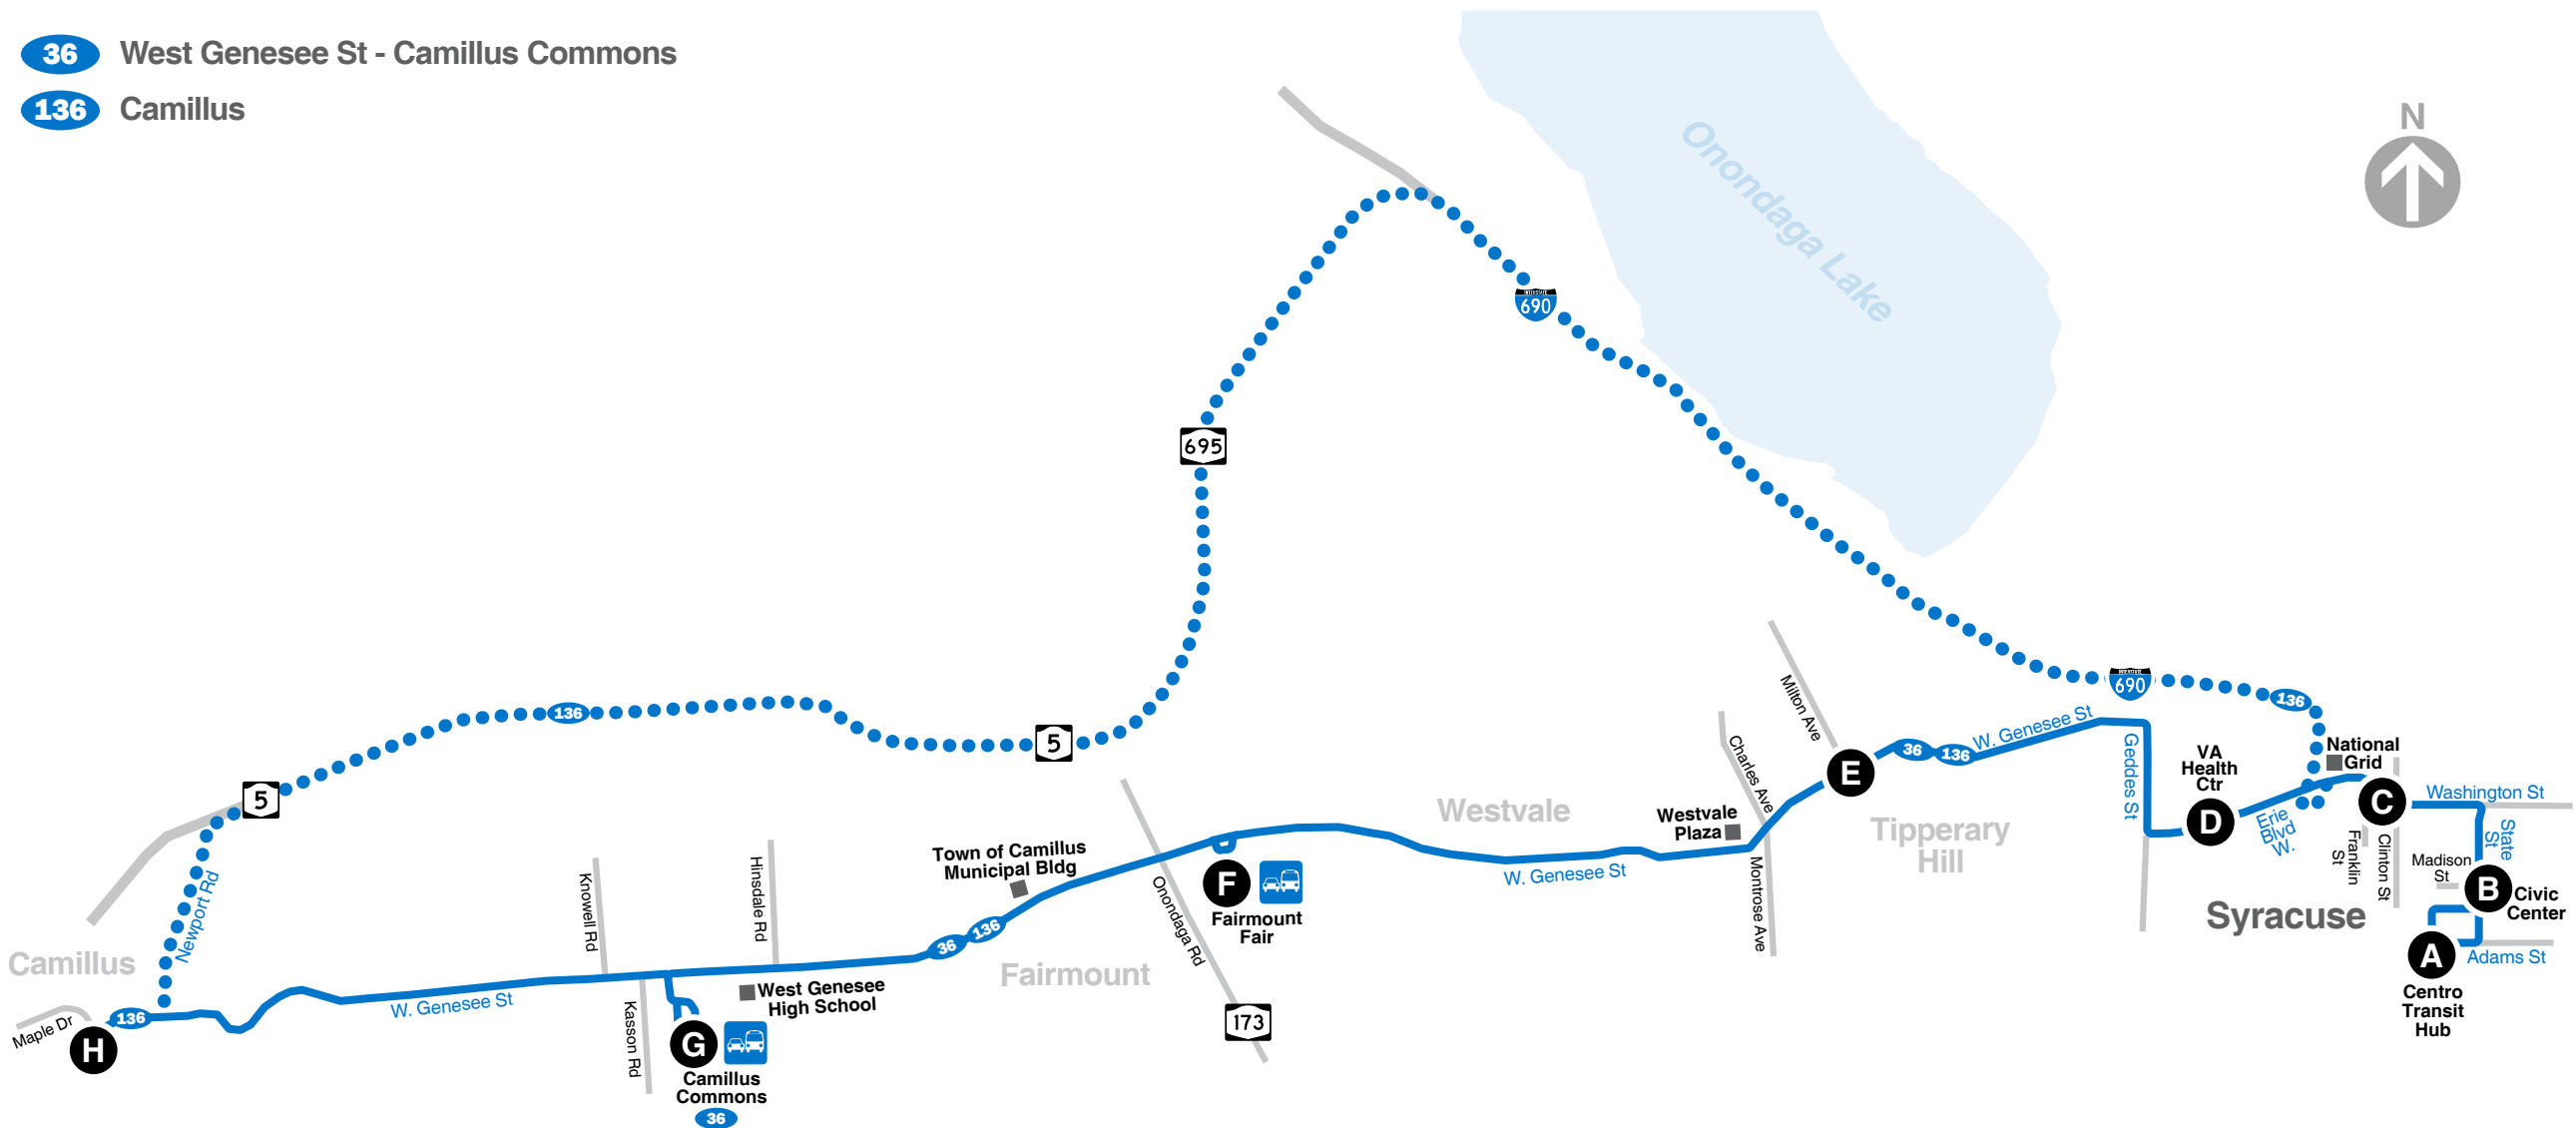 36 West Genesee St - Camillus Commons
136 Camillus
N
Onondaga Lake
INTERSTATE
690
695
INTERSTATE
690
136
136
5
5
Newport Rd
Camillus
Maple Dr
H
136
W. Genesee St
Knowell Rd
Kasson Rd
Hinsdale Rd
West Genesee
High School
G
Camillus
Commons
36
36
136
Town of Camillus
Municipal Bldg
Fairmount
Onondaga Rd
173
F
Fairmount
Fair
Westvale
W. Genesee St
Westvale
Plaza
Charles Ave
Montrose Ave
Milton Ave
E
36
136
W. Genesee St
Tipperary
Hill
Geddes St
VA
Health
Ctr
D
Erie
Blvd
W.
National
Grid
C
Washington St
Franklin
St
Clinton St
State
St
Madison
St
B
Civic
Center
Syracuse
A
Adams St
Centro
Transit
Hub